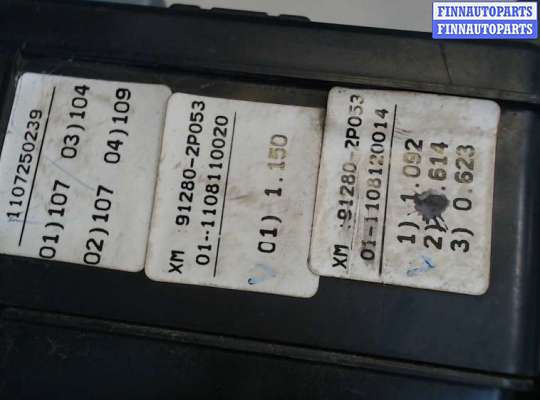 FINNAUTOPARTS
FINNAUTOPARTS
1107250239
01)107 03)104
02)107 04)109
XM 91280-2P053
01--1108110020
01) 1.150
XM 91280-2P053
01-1108120014
1) 1.092
2) .614
3) 0.623